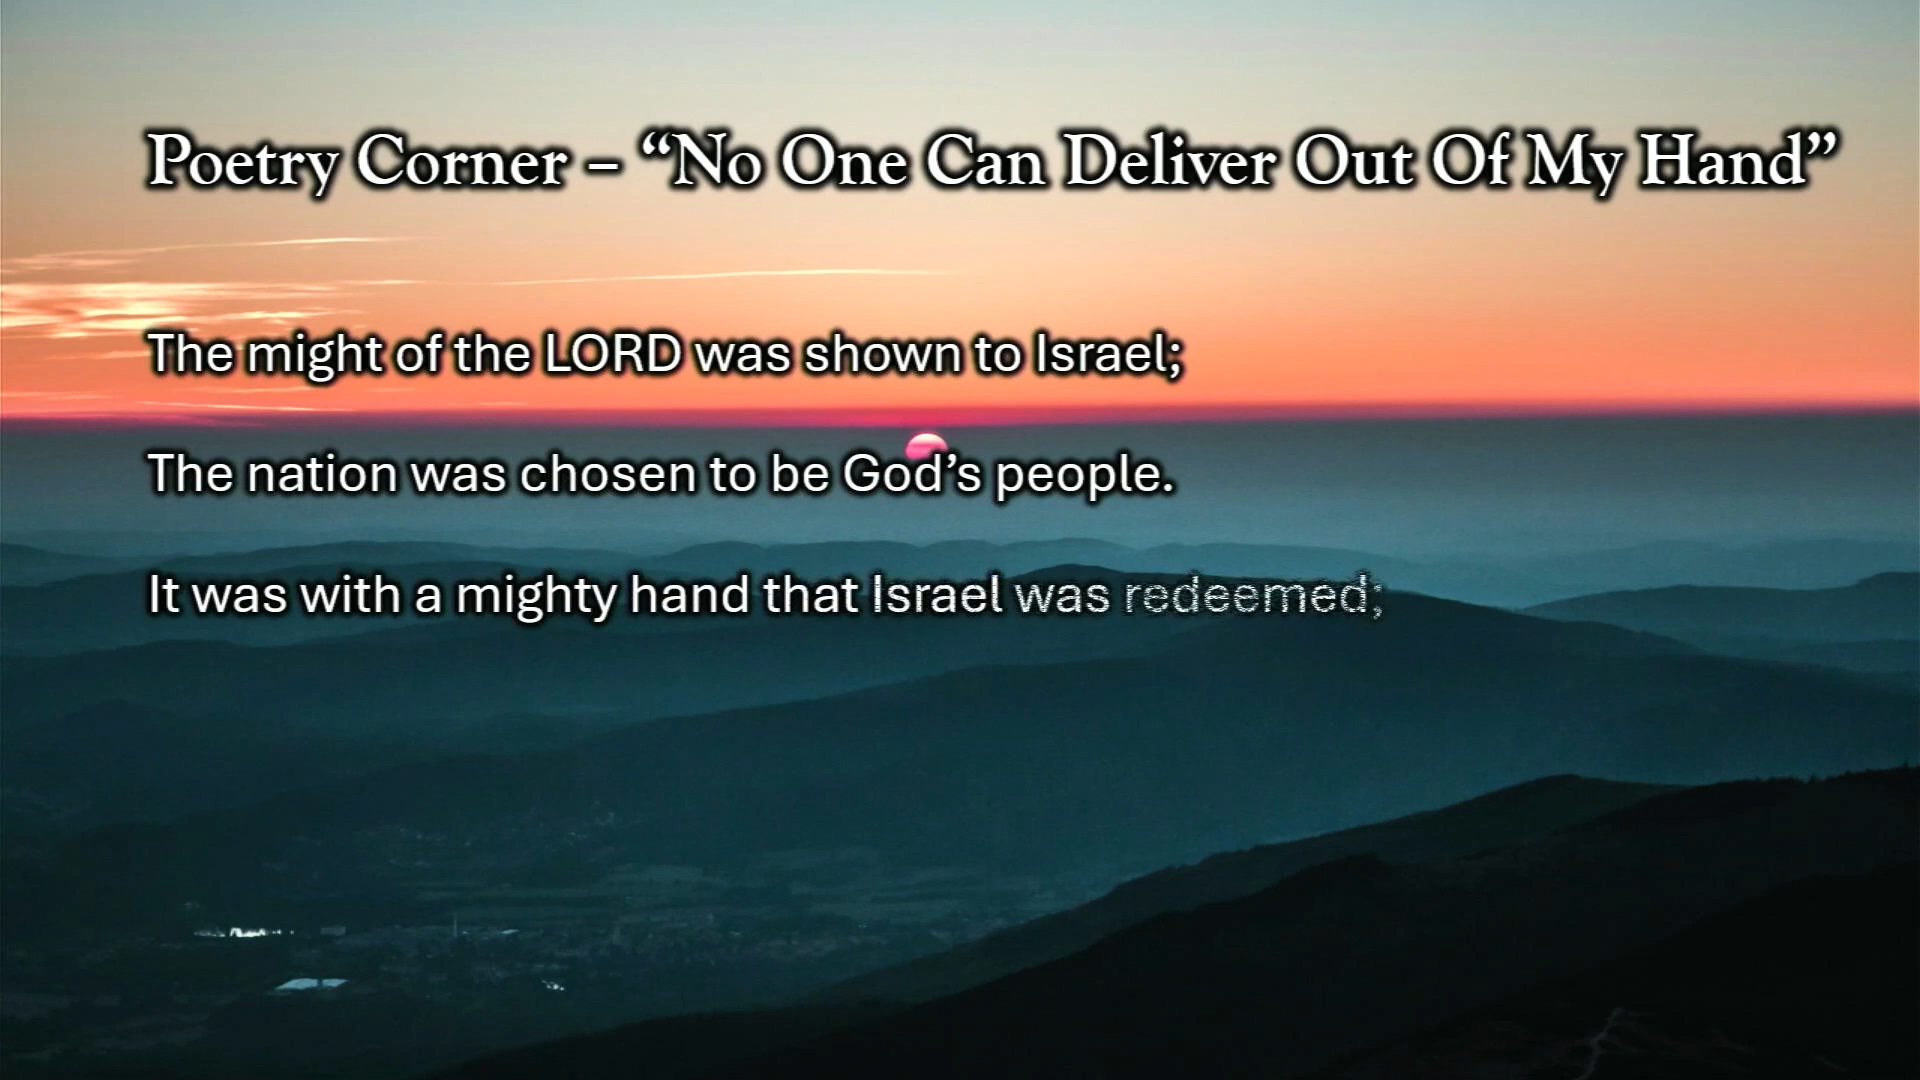 Poetry Corner – “No One Can Deliver Out Of My Hand”
The might of the LORD was shown to Israel;
The nation was chosen to be God’s people.
It was with a mighty hand that Israel was redeemed;